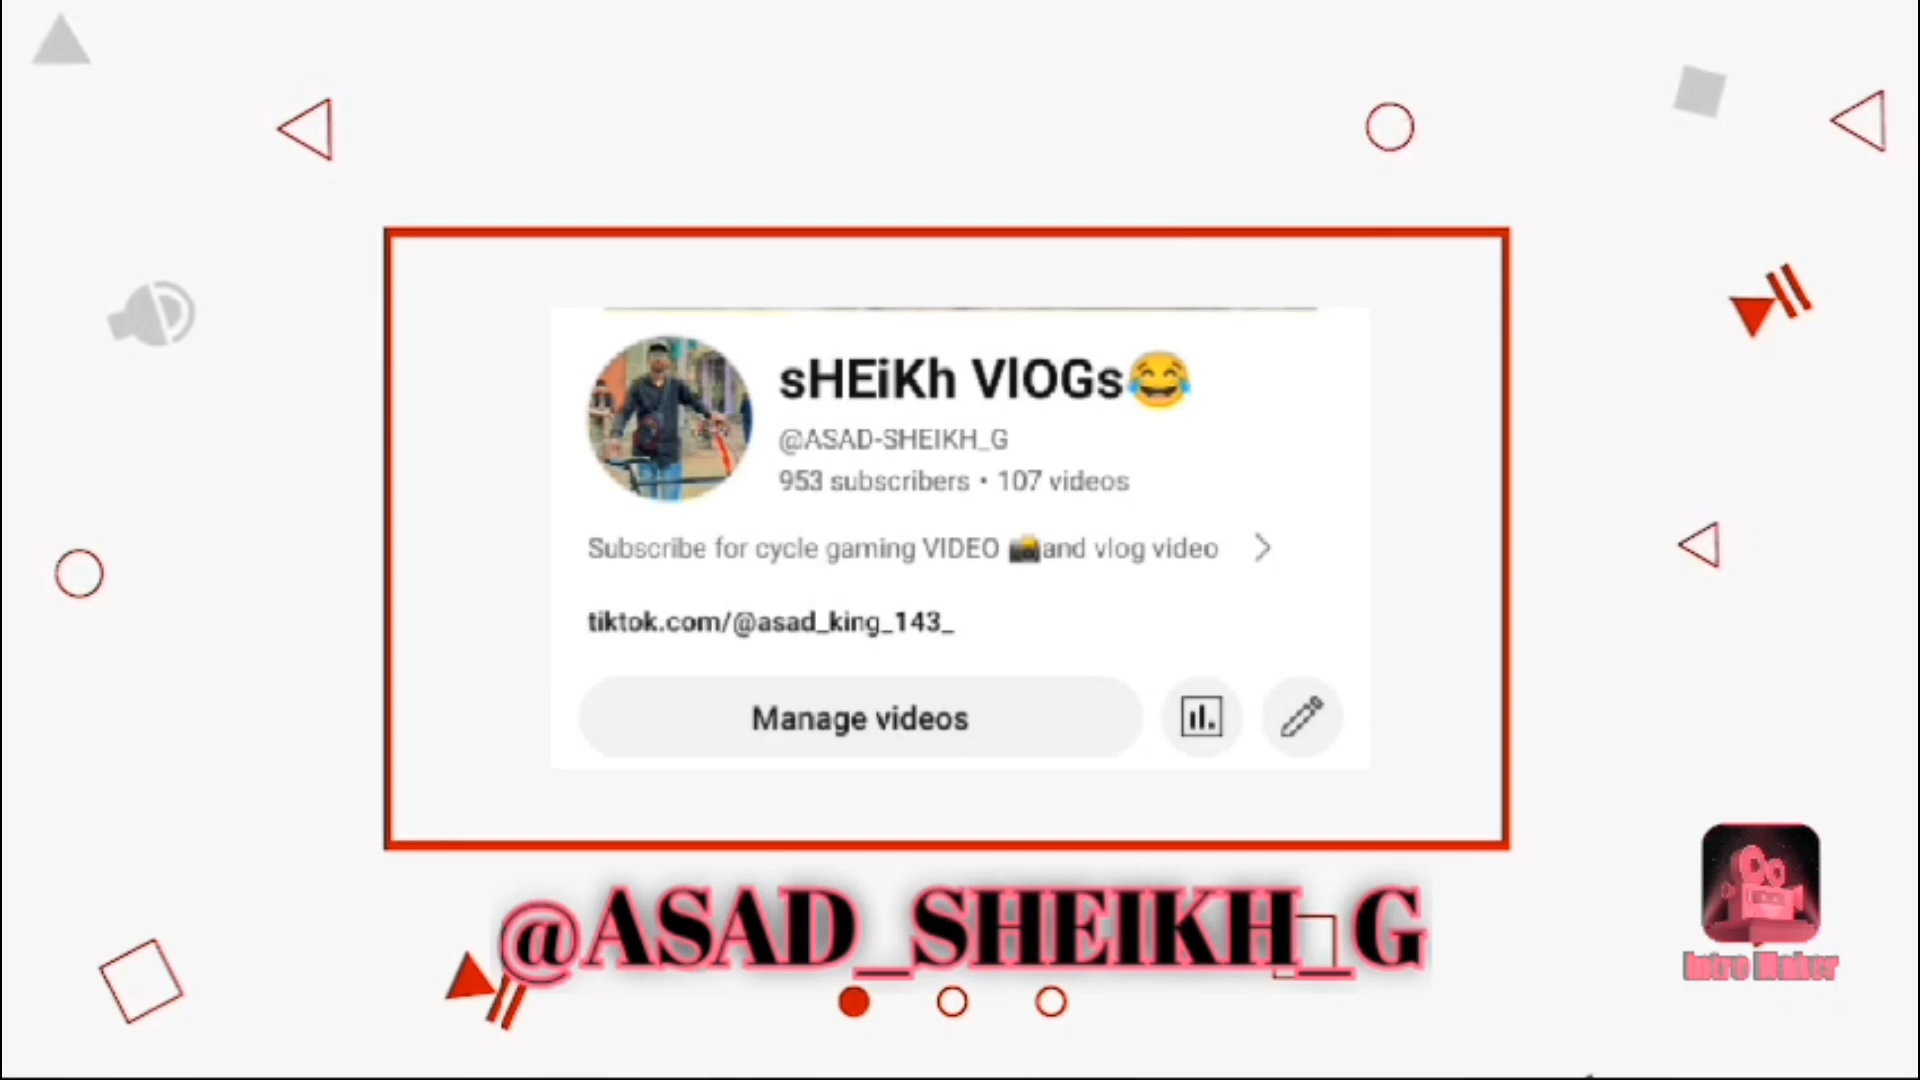 sHEiKh VlOGs😂
@ASAD-SHEIKH_G
953 subscribers • 107 videos
Subscribe for cycle gaming VIDEO 📸and vlog video
tiktok.com/@asad_king_143_
Manage videos
@ASAD_SHEIKH_G
Intro Maker